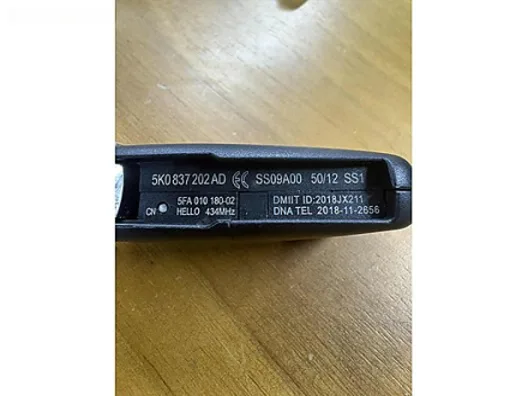 5K0 837 202 AD CE SS09A00 50/12 SS1
5FA 010 180-02
CN HELLO 434MHz
DMIIT ID:2018JX211
DNA TEL 2018-11-2656